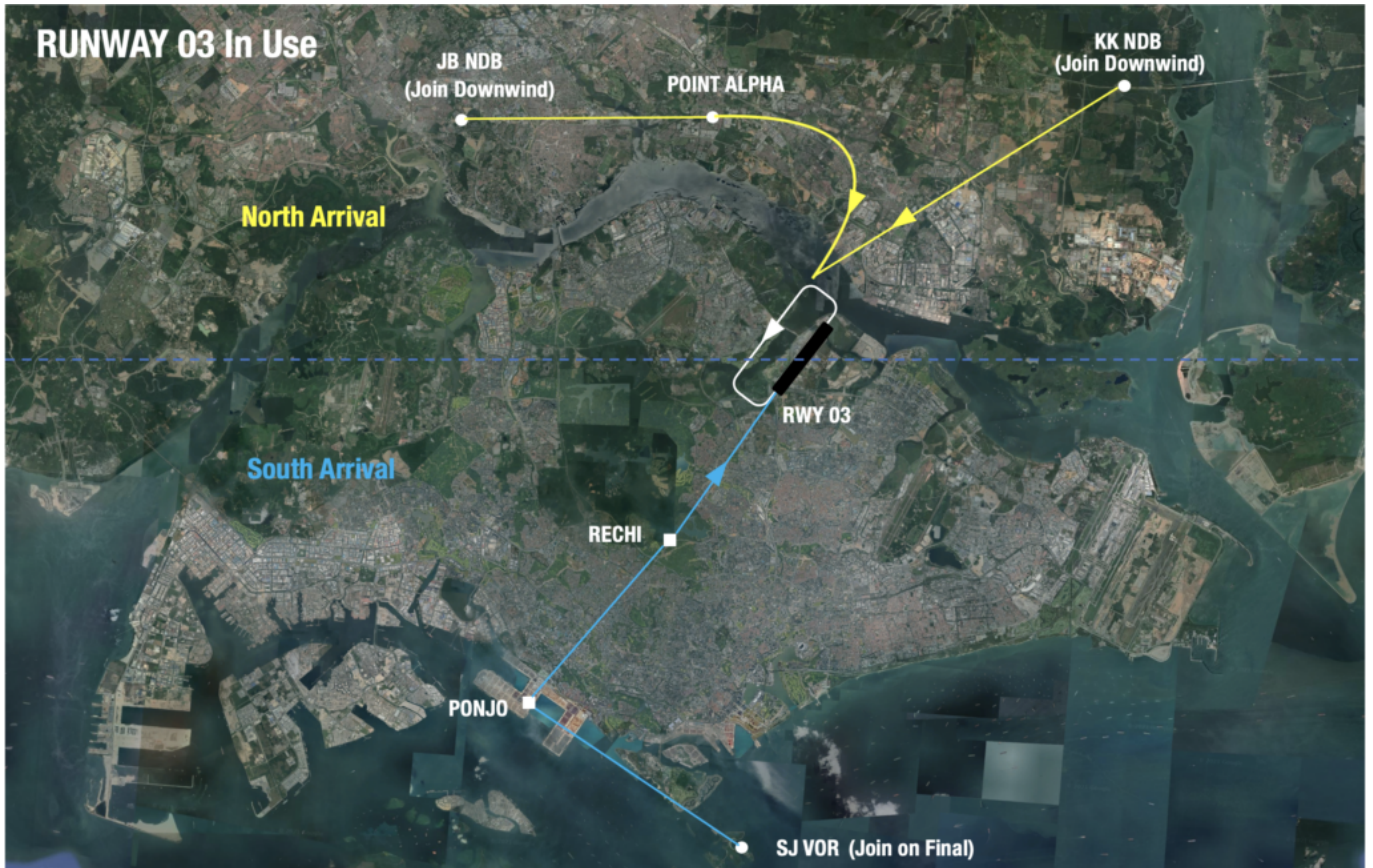 RUNWAY 03 In Use
JB NDB
(Join Downwind)
POINT ALPHA
KK NDB
(Join Downwind)
North Arrival
RWY 03
South Arrival
RECHI
PONJO
SJ VOR (Join on Final)